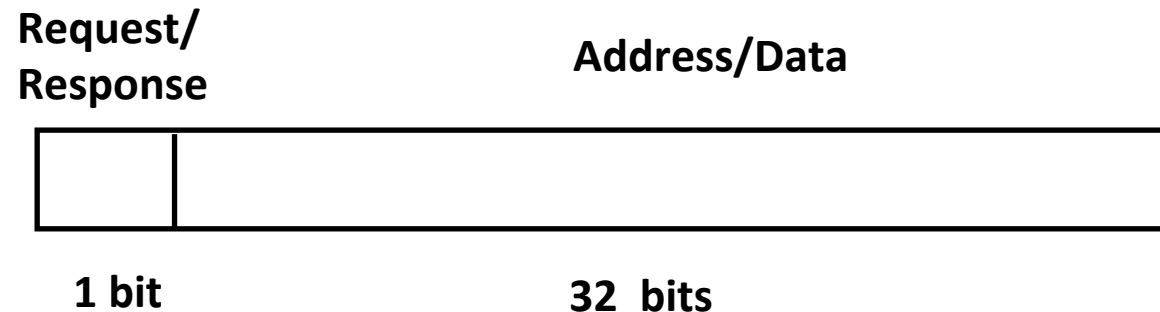 Request/
Response
Address/Data
1 bit
32 bits